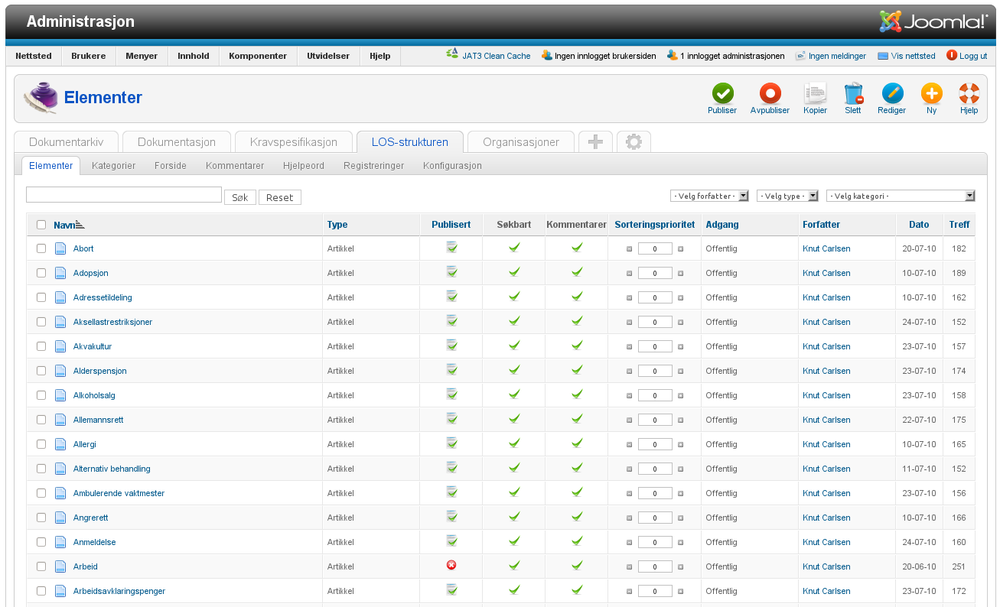 Administrasjon
Joomla!
Nettsted Brukere Menyer Innhold Komponenter Utvidelser Hjelp JAT3 Clean Cache Ingen innlogget brukersiden 1 innlogget administrasjonen Ingen meldinger Vis nettsted Logg ut
Elementer
Publiser Avpubliser Kopier Slett Rediger Ny Hjelp
Dokumentarkiv Dokumentasjon Kravspesifikasjon LOS-strukturen Organisasjoner
Elementer Kategorier Forside Kommentarer Hjelpeord Registreringer Konfigurasjon
Søk Reset - Velg forfatter - - Velg type - - Velg kategori -
Navn Type Publisert Søkbart Kommentarer Sorteringsprioritet Adgang Forfatter Dato Treff
Abort Artikkel 0 Offentlig Knut Carlsen 20-07-10 182
Adopsjon Artikkel 0 Offentlig Knut Carlsen 10-07-10 189
Adressetildeling Artikkel 0 Offentlig Knut Carlsen 10-07-10 162
Aksellastrestriksjoner Artikkel 0 Offentlig Knut Carlsen 24-07-10 152
Akvakultur Artikkel 0 Offentlig Knut Carlsen 23-07-10 157
Alderspensjon Artikkel 0 Offentlig Knut Carlsen 23-07-10 174
Alkoholsalg Artikkel 0 Offentlig Knut Carlsen 23-07-10 158
Allemannsrett Artikkel 0 Offentlig Knut Carlsen 22-07-10 175
Allergi Artikkel 0 Offentlig Knut Carlsen 10-07-10 165
Alternativ behandling Artikkel 0 Offentlig Knut Carlsen 11-07-10 152
Ambulerende vaktmester Artikkel 0 Offentlig Knut Carlsen 23-07-10 156
Angrerett Artikkel 0 Offentlig Knut Carlsen 10-07-10 166
Anmeldelse Artikkel 0 Offentlig Knut Carlsen 24-07-10 160
Arbeid Artikkel 0 Offentlig Knut Carlsen 20-06-10 251
Arbeidsavklaringspenger Artikkel 0 Offentlig Knut Carlsen 23-07-10 172